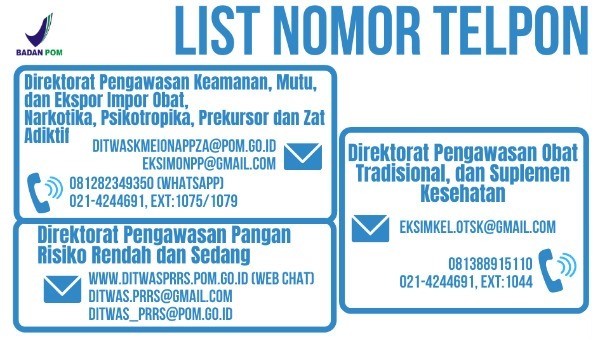 BADAN POM
LIST NOMOR TELPON
Direktorat Pengawasan Keamanan, Mutu,
dan Ekspor Impor Obat,
Narkotika, Psikotropika, Prekursor dan Zat
Adiktif
DITWASKMEIONAPPZA@POM.GO.ID
EKSIMONPP@GMAIL.COM
081282349350 (WHATSAPP)
021-4244691, EXT:1075/1079
Direktorat Pengawasan Pangan
Risiko Rendah dan Sedang
WWW.DITWASPRRS.POM.GO.ID (WEB CHAT)
DITWAS.PRRS@GMAIL.COM
DITWAS_PRRS@POM.GO.ID
Direktorat Pengawasan Obat
Tradisional, dan Suplemen
Kesehatan
EKSIMKEL.OTSK@GMAIL.COM
081388915110
021-4244691, EXT:1044